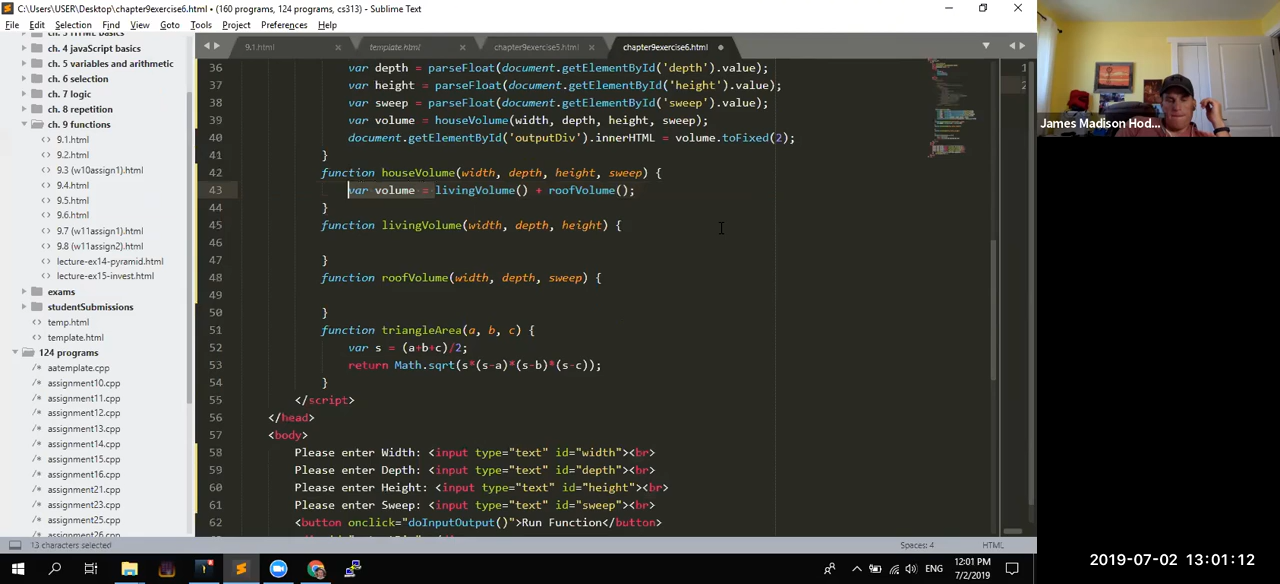 C:\Users\USER\Desktop\chapter9exercise6.html • (160 programs, 124 programs, cs313) - Sublime Text
File Edit Selection Find View Goto Tools Project Preferences Help
9,1.html template.html chapter9exercise5.html chapter9exercise6.html
ch. 4 javaScript basics
ch. 5 variables and arithmetic
ch. 6 selection
ch. 7 logic
ch. 8 repetition
ch. 9 functions
9.1.html
9.2.html
9.3 (w10assign1).html
9.4.html
9.5.html
9.6.html
9.7 (w11assign1).html
9.8 (w11assign2).html
lecture-ex14-pyramid.html
lecture-ex15-invest.html
exams
studentSubmissions
temp.html
template.html
124 programs
aatemplate.cpp
assignment10.cpp
assignment11.cpp
assignment12.cpp
assignment13.cpp
assignment14.cpp
assignment15.cpp
assignment16.cpp
assignment21.cpp
assignment23.cpp
assignment25.cpp
36 var depth = parseFloat(document.getElementById('depth').value);
37 var height = parseFloat(document.getElementById('height').value);
38 var sweep = parseFloat(document.getElementById('sweep').value);
39 var volume = houseVolume(width, depth, height, sweep);
40 document.getElementById('outputDiv').innerHTML = volume.toFixed(2);
41 }
42 function houseVolume(width, depth, height, sweep) {
43 var volume = livingVolume() + roofVolume();
44 }
45 function livingVolume(width, depth, height) {
46
47 }
48 function roofVolume(width, depth, sweep) {
49
50 }
51 function triangleArea(a, b, c) {
52 var s = (a+b+c)/2;
53 return Math.sqrt(s*(s-a)*(s-b)*(s-c));
54 }
55 </script>
56 </head>
57 <body>
58 Please enter Width: <input type="text" id="width"><br>
59 Please enter Depth: <input type="text" id="depth"><br>
60 Please enter Height: <input type="text" id="height"><br>
61 Please enter Sweep: <input type="text" id="sweep"><br>
62 <button onclick="doInputOutput()">Run Function</button>
13 characters selected
Spaces: 4
HTML
ENG
12:01 PM
7/2/2019
James Madison Hod...
2019-07-02 13:01:12